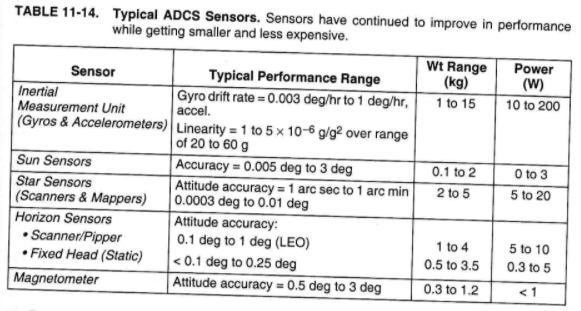 TABLE 11-14. Typical ADCS Sensors. Sensors have continued to improve in performance
while getting smaller and less expensive.
Sensor Typical Performance Range Wt Range (kg) Power (W)
Inertial
Measurement Unit
(Gyros & Accelerometers)
Gyro drift rate = 0.003 deg/hr to 1 deg/hr,
accel.
Linearity = 1 to 5 × 10⁻⁶ g/g² over range
of 20 to 60 g
1 to 15
10 to 200
Sun Sensors
Accuracy = 0.005 deg to 3 deg
0.1 to 2
0 to 3
Star Sensors
(Scanners & Mappers)
Attitude accuracy = 1 arc sec to 1 arc min
0.0003 deg to 0.01 deg
2 to 5
5 to 20
Horizon Sensors
• Scanner/Pipper
• Fixed Head (Static)
Attitude accuracy:
0.1 deg to 1 deg (LEO)
< 0.1 deg to 0.25 deg
1 to 4
0.5 to 3.5
5 to 10
0.3 to 5
Magnetometer
Attitude accuracy = 0.5 deg to 3 deg
0.3 to 1.2
< 1